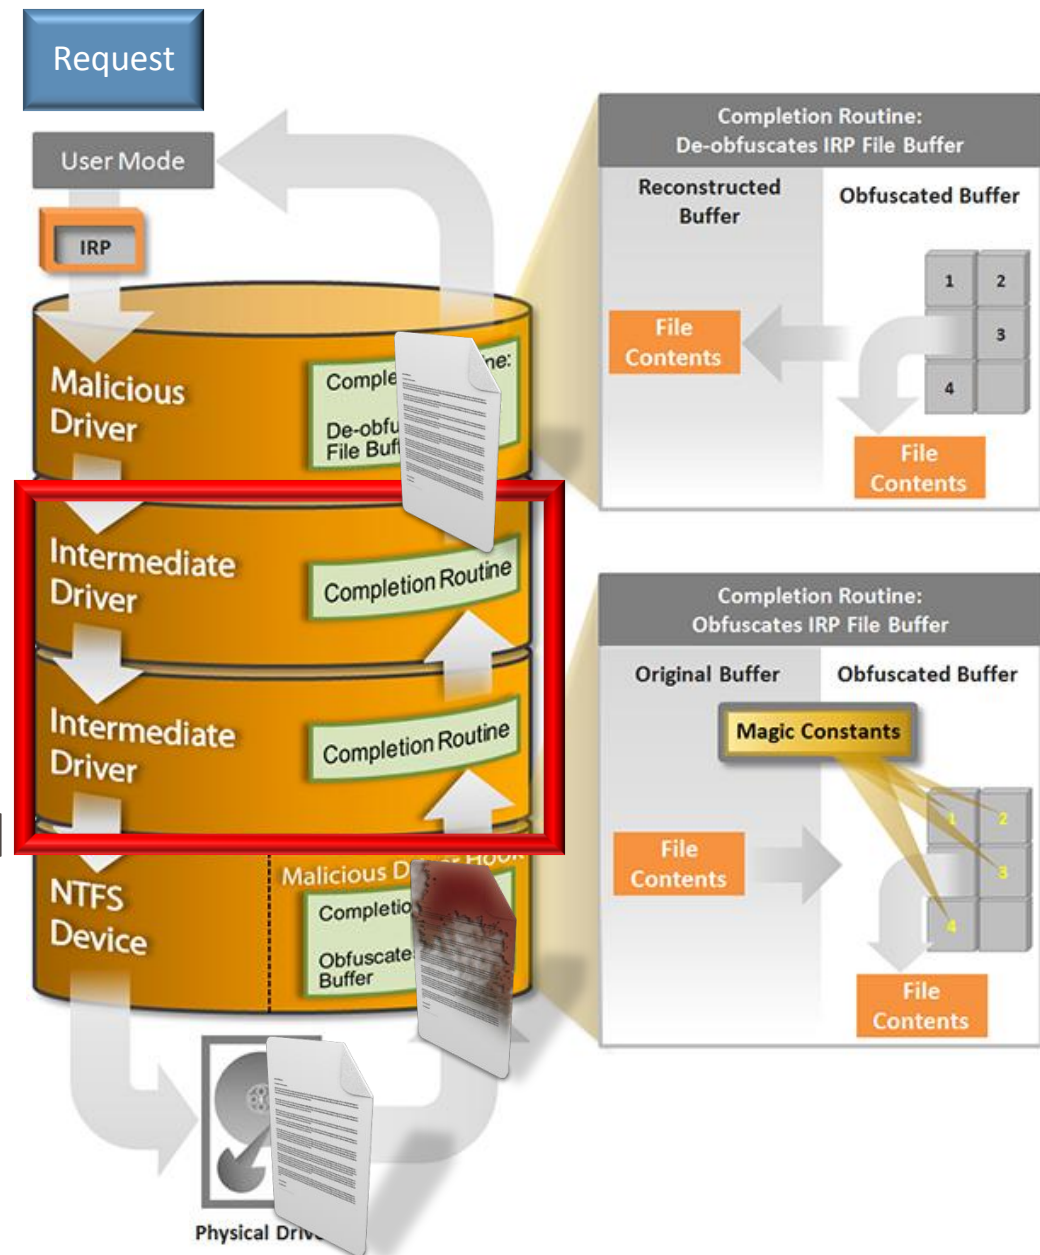 Request
User Mode
IRP
Malicious
Driver
De-obfu
File Buf
Intermediate
Driver
Completion Routine
Intermediate
Driver
Completion Routine
NTFS
Device
Malicious
Hook
Completio
Obfuscate
Buffer
Physical
Completion Routine:
De-obfuscates IRP File Buffer
Reconstructed
Buffer
Obfuscated Buffer
1
2
3
4
File
Contents
File
Contents
Completion Routine:
Obfuscates IRP File Buffer
Original Buffer
Obfuscated Buffer
Magic Constants
1
2
3
4
File
Contents
File
Contents